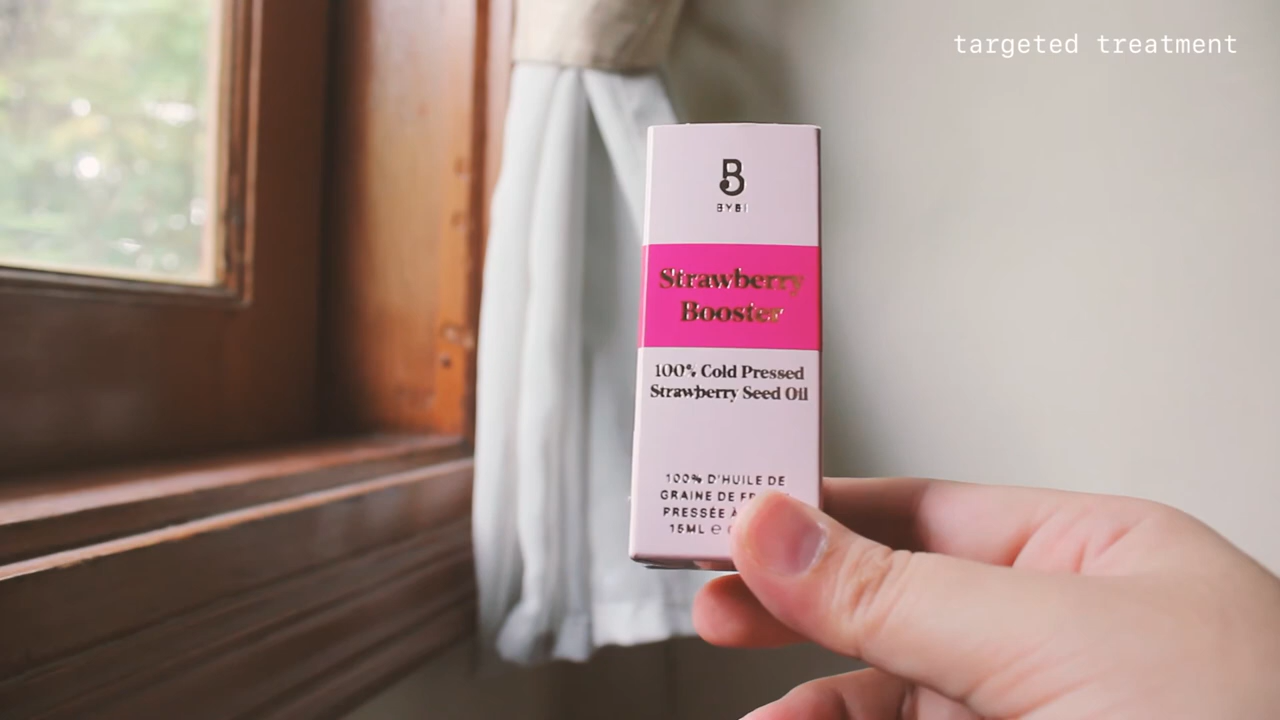 targeted treatment
B
BYBI
Strawberry
Booster
100% Cold Pressed
Strawberry Seed Oil
100% D'HUILE DE
GRAINE DE
PRESSÉE
15ML e